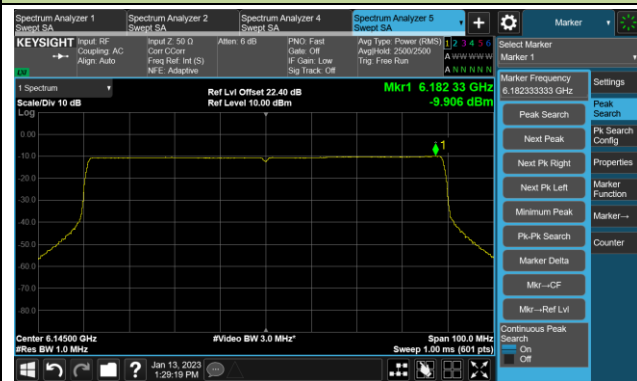 Spectrum Analyzer 1
Swept SA
Spectrum Analyzer 2
Swept SA
Spectrum Analyzer 4
Swept SA
Spectrum Analyzer 5
Swept SA
+
Marker
KEYSIGHT
Input: RF
Coupling: AC
Align: Auto
Input Z: 50 Ω
Corr CCorr
Freq Ref: Int (S)
NFE: Adaptive
Atten: 6 dB
PNO: Fast
Gate: Off
IF Gain: Low
Sig Track: Off
Avg Type: Power (RMS)
Avg|Hold: 2500/2500
Trig: Free Run
1 2 3 4 5 6
A W W W W W
A N N N N N
Select Marker
Marker 1
1 Spectrum
Scale/Div 10 dB
Log
Ref Lvl Offset 22.40 dB
Ref Level 10.00 dBm
Mkr1 6.182 33 GHz
-9.906 dBm
0.00
-10.0
-20.0
-30.0
-40.0
-50.0
-60.0
-70.0
-80.0
1
Center 6.14500 GHz
#Res BW 1.0 MHz
#Video BW 3.0 MHz*
Span 100.0 MHz
Sweep 1.00 ms (601 pts)
Marker Frequency
6.182333333 GHz
Peak Search
Next Peak
Next Pk Right
Next Pk Left
Minimum Peak
Pk-Pk Search
Marker Delta
Mkr→CF
Mkr→Ref Lvl
Continuous Peak
Search
On
Off
Settings
Peak
Search
Pk Search
Config
Properties
Marker
Function
Marker→
Counter
Jan 13, 2023
1:29:19 PM